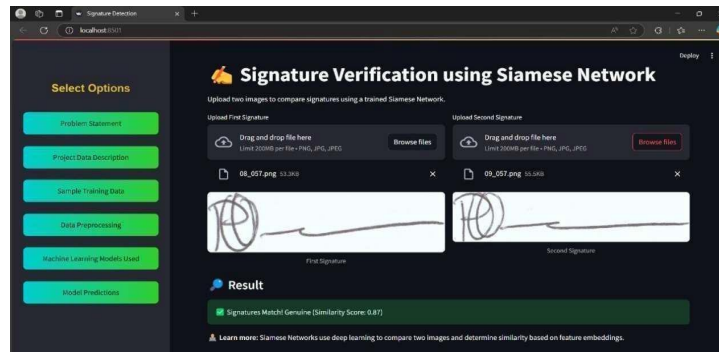 Signature Detection
localhost:8501
Deploy
Select Options
Problem Statement
Project Data Description
Sample Training Data
Data Preprocessing
Machine Learning Models Used
Model Predictions
Signature Verification using Siamese Network
Upload two images to compare signatures using a trained Siamese Network.
Upload First Signature
Drag and drop file here
Limit 200MB per file • PNG, JPG, JPEG
Browse files
08_057.png 53.3KB
First Signature
Upload Second Signature
Drag and drop file here
Limit 200MB per file • PNG, JPG, JPEG
Browse files
09_057.png 55.5KB
Second Signature
Result
Signatures Match! Genuine (Similarity Score: 0.87)
Learn more: Siamese Networks use deep learning to compare two images and determine similarity based on feature embeddings.